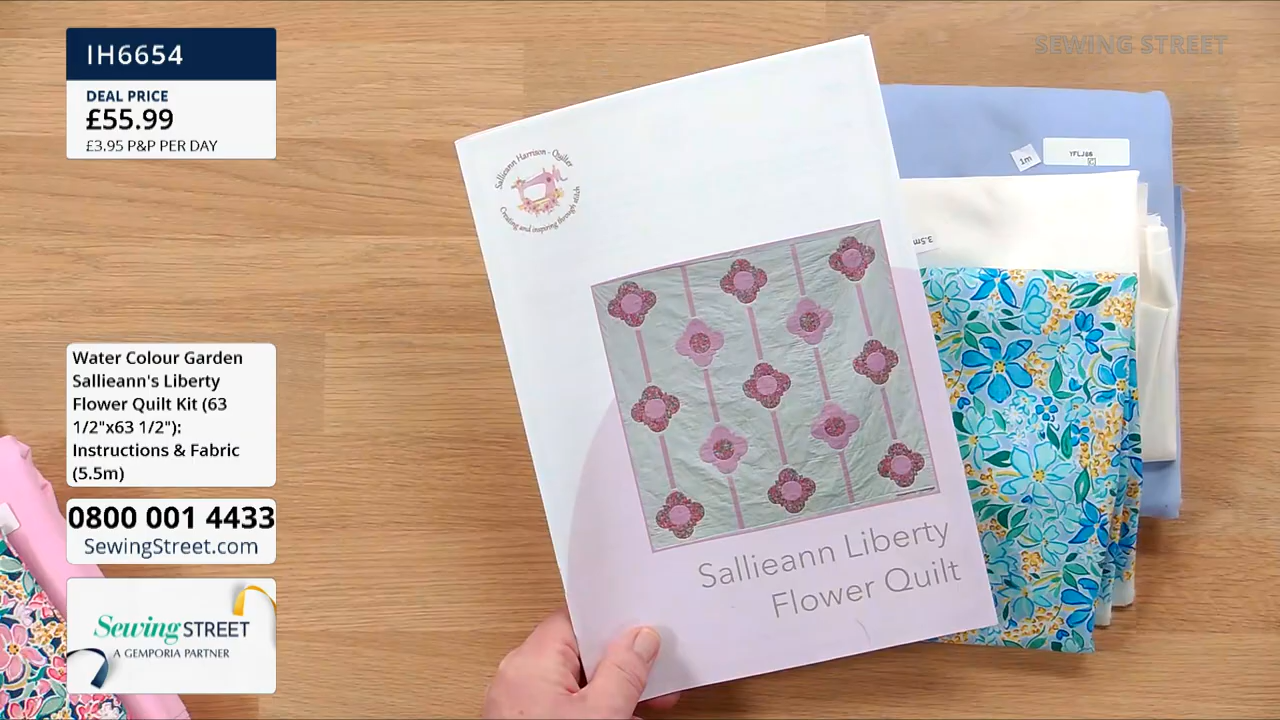 IH6654
DEAL PRICE
£55.99
£3.95 P&P PER DAY
SEWING STREET
Water Colour Garden
Sallieann's Liberty
Flower Quilt Kit (63
1/2"x63 1/2"):
Instructions & Fabric
(5.5m)
0800 001 4433
SewingStreet.com
Sewing STREET
A GEMPORIA PARTNER
Sallieann Harrison - Quilter
Creating and inspiring through stitch
Sallieann Liberty
Flower Quilt
1m
YFLJ06
3.5m